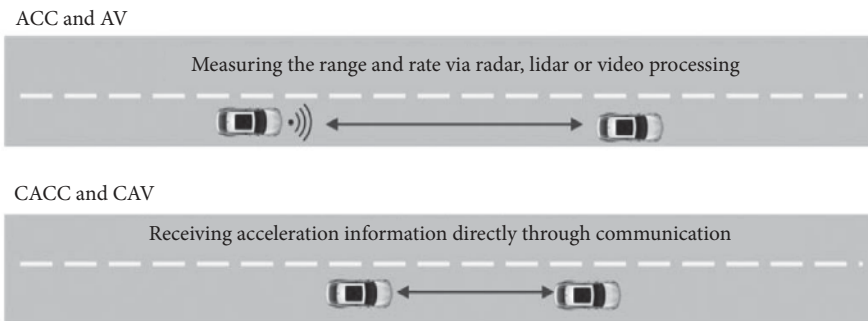 ACC and AV
Measuring the range and rate via radar, lidar or video processing
CACC and CAV
Receiving acceleration information directly through communication